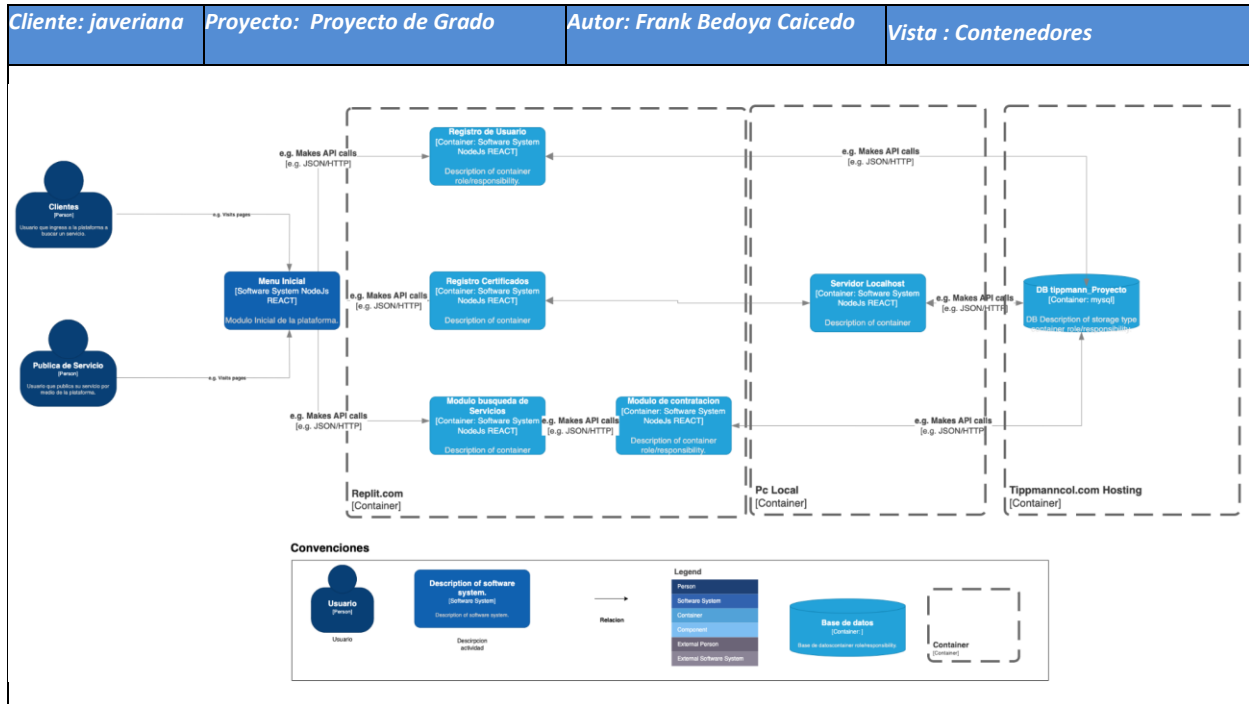 Cliente: javeriana
Proyecto: Proyecto de Grado
Autor: Frank Bedoya Caicedo
Vista : Contenedores
Clientes
[Person]
Usuario que ingresa a la plataforma a
buscar un servicio.
Publica de Servicio
[Person]
Usuario que publica su servicio por
medio de la plataforma.
e.g. Visits pages
e.g. Visits pages
Menu Inicial
[Software System NodeJs
REACT]
Modulo Inicial de la plataforma.
e.g. Makes API calls
[e.g. JSON/HTTP]
e.g. Makes API calls
[e.g. JSON/HTTP]
e.g. Makes API calls
[e.g. JSON/HTTP]
Registro de Usuario
[Container: Software System
NodeJs REACT]
Description of container
role/responsibility.
Registro Certificados
[Container: Software System
NodeJs REACT]
Description of container
Modulo busqueda de
Servicios
[Container: Software System
NodeJs REACT]
Description of container
e.g. Makes API calls
[e.g. JSON/HTTP]
Modulo de contratacion
[Container: Software System
NodeJs REACT]
Description of container
role/responsibility.
Replit.com
[Container]
e.g. Makes API calls
[e.g. JSON/HTTP]
Servidor Localhost
[Container: Software System
NodeJs REACT]
Description of container
e.g. Makes API calls
[e.g. JSON/HTTP]
e.g. Makes API calls
[e.g. JSON/HTTP]
Pc Local
[Container]
DB tippmann_Proyecto
[Container: mysql]
DB Description of storage type
container role/responsibility.
Tippmanncol.com Hosting
[Container]
Convenciones
Usuario
[Person]
Usuario
Description of software
system.
[Software System]
Description of software system.
Descirpcion
actividad
Relacion
Legend
Person
Software System
Container
Component
External Person
External Software System
Base de datos
[Container: ]
Base de datoscontainer role/responsibility.
Container
[Container]